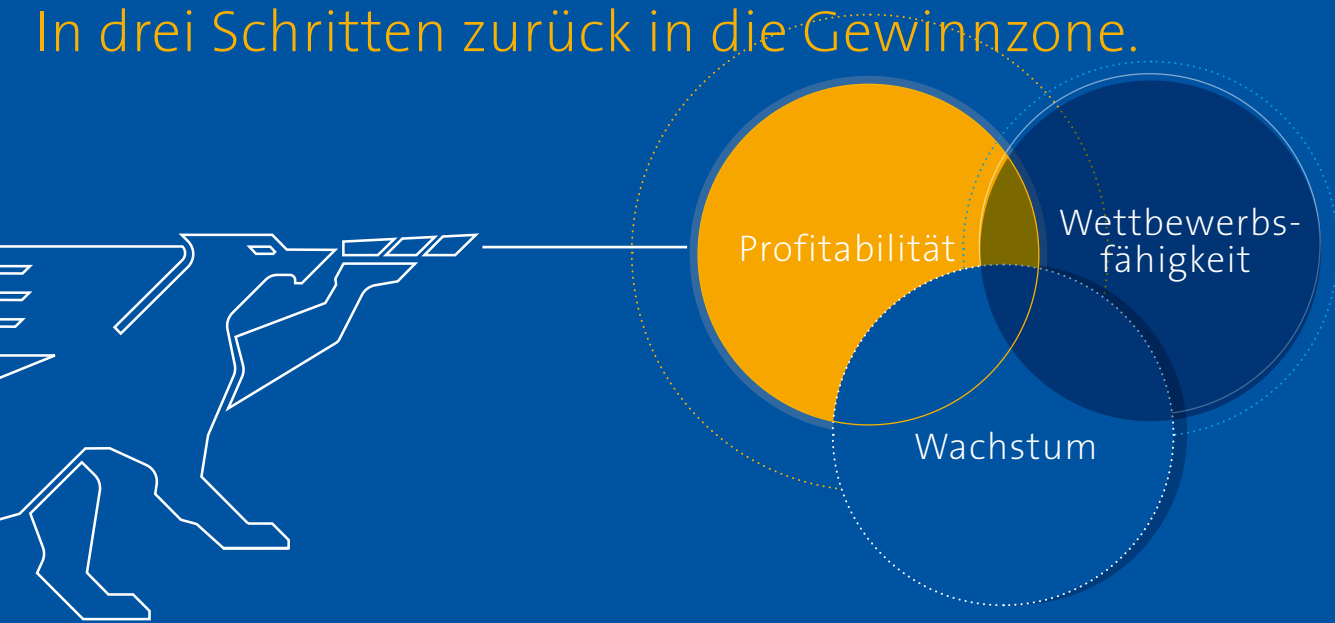 In drei Schritten zurück in die Gewinnzone.
Profitabilität
Wettbewerbs-
fähigkeit
Wachstum